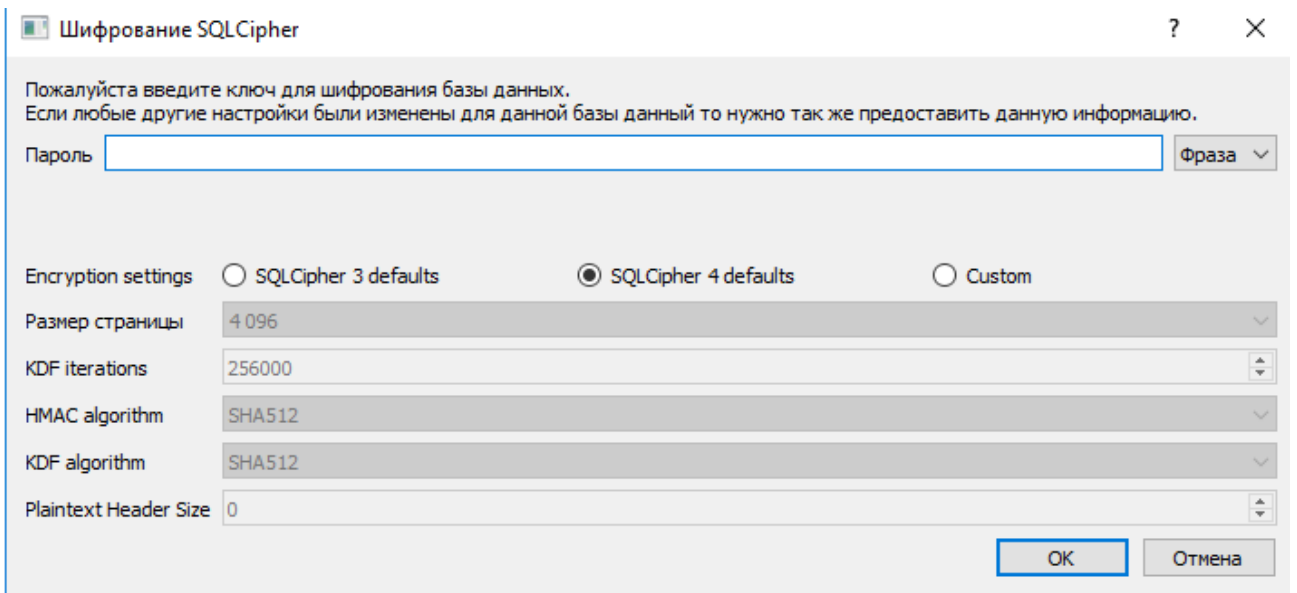 Шифрование SQLCipher ?
Пожалуйста введите ключ для шифрования базы данных.
Если любые другие настройки были изменены для данной базы данный то нужно так же предоставить данную информацию.
Пароль Фраза
Encryption settings SQLCipher 3 defaults SQLCipher 4 defaults Custom
Размер страницы 4 096
KDF iterations 256000
HMAC algorithm SHA512
KDF algorithm SHA512
Plaintext Header Size 0
OK Отмена